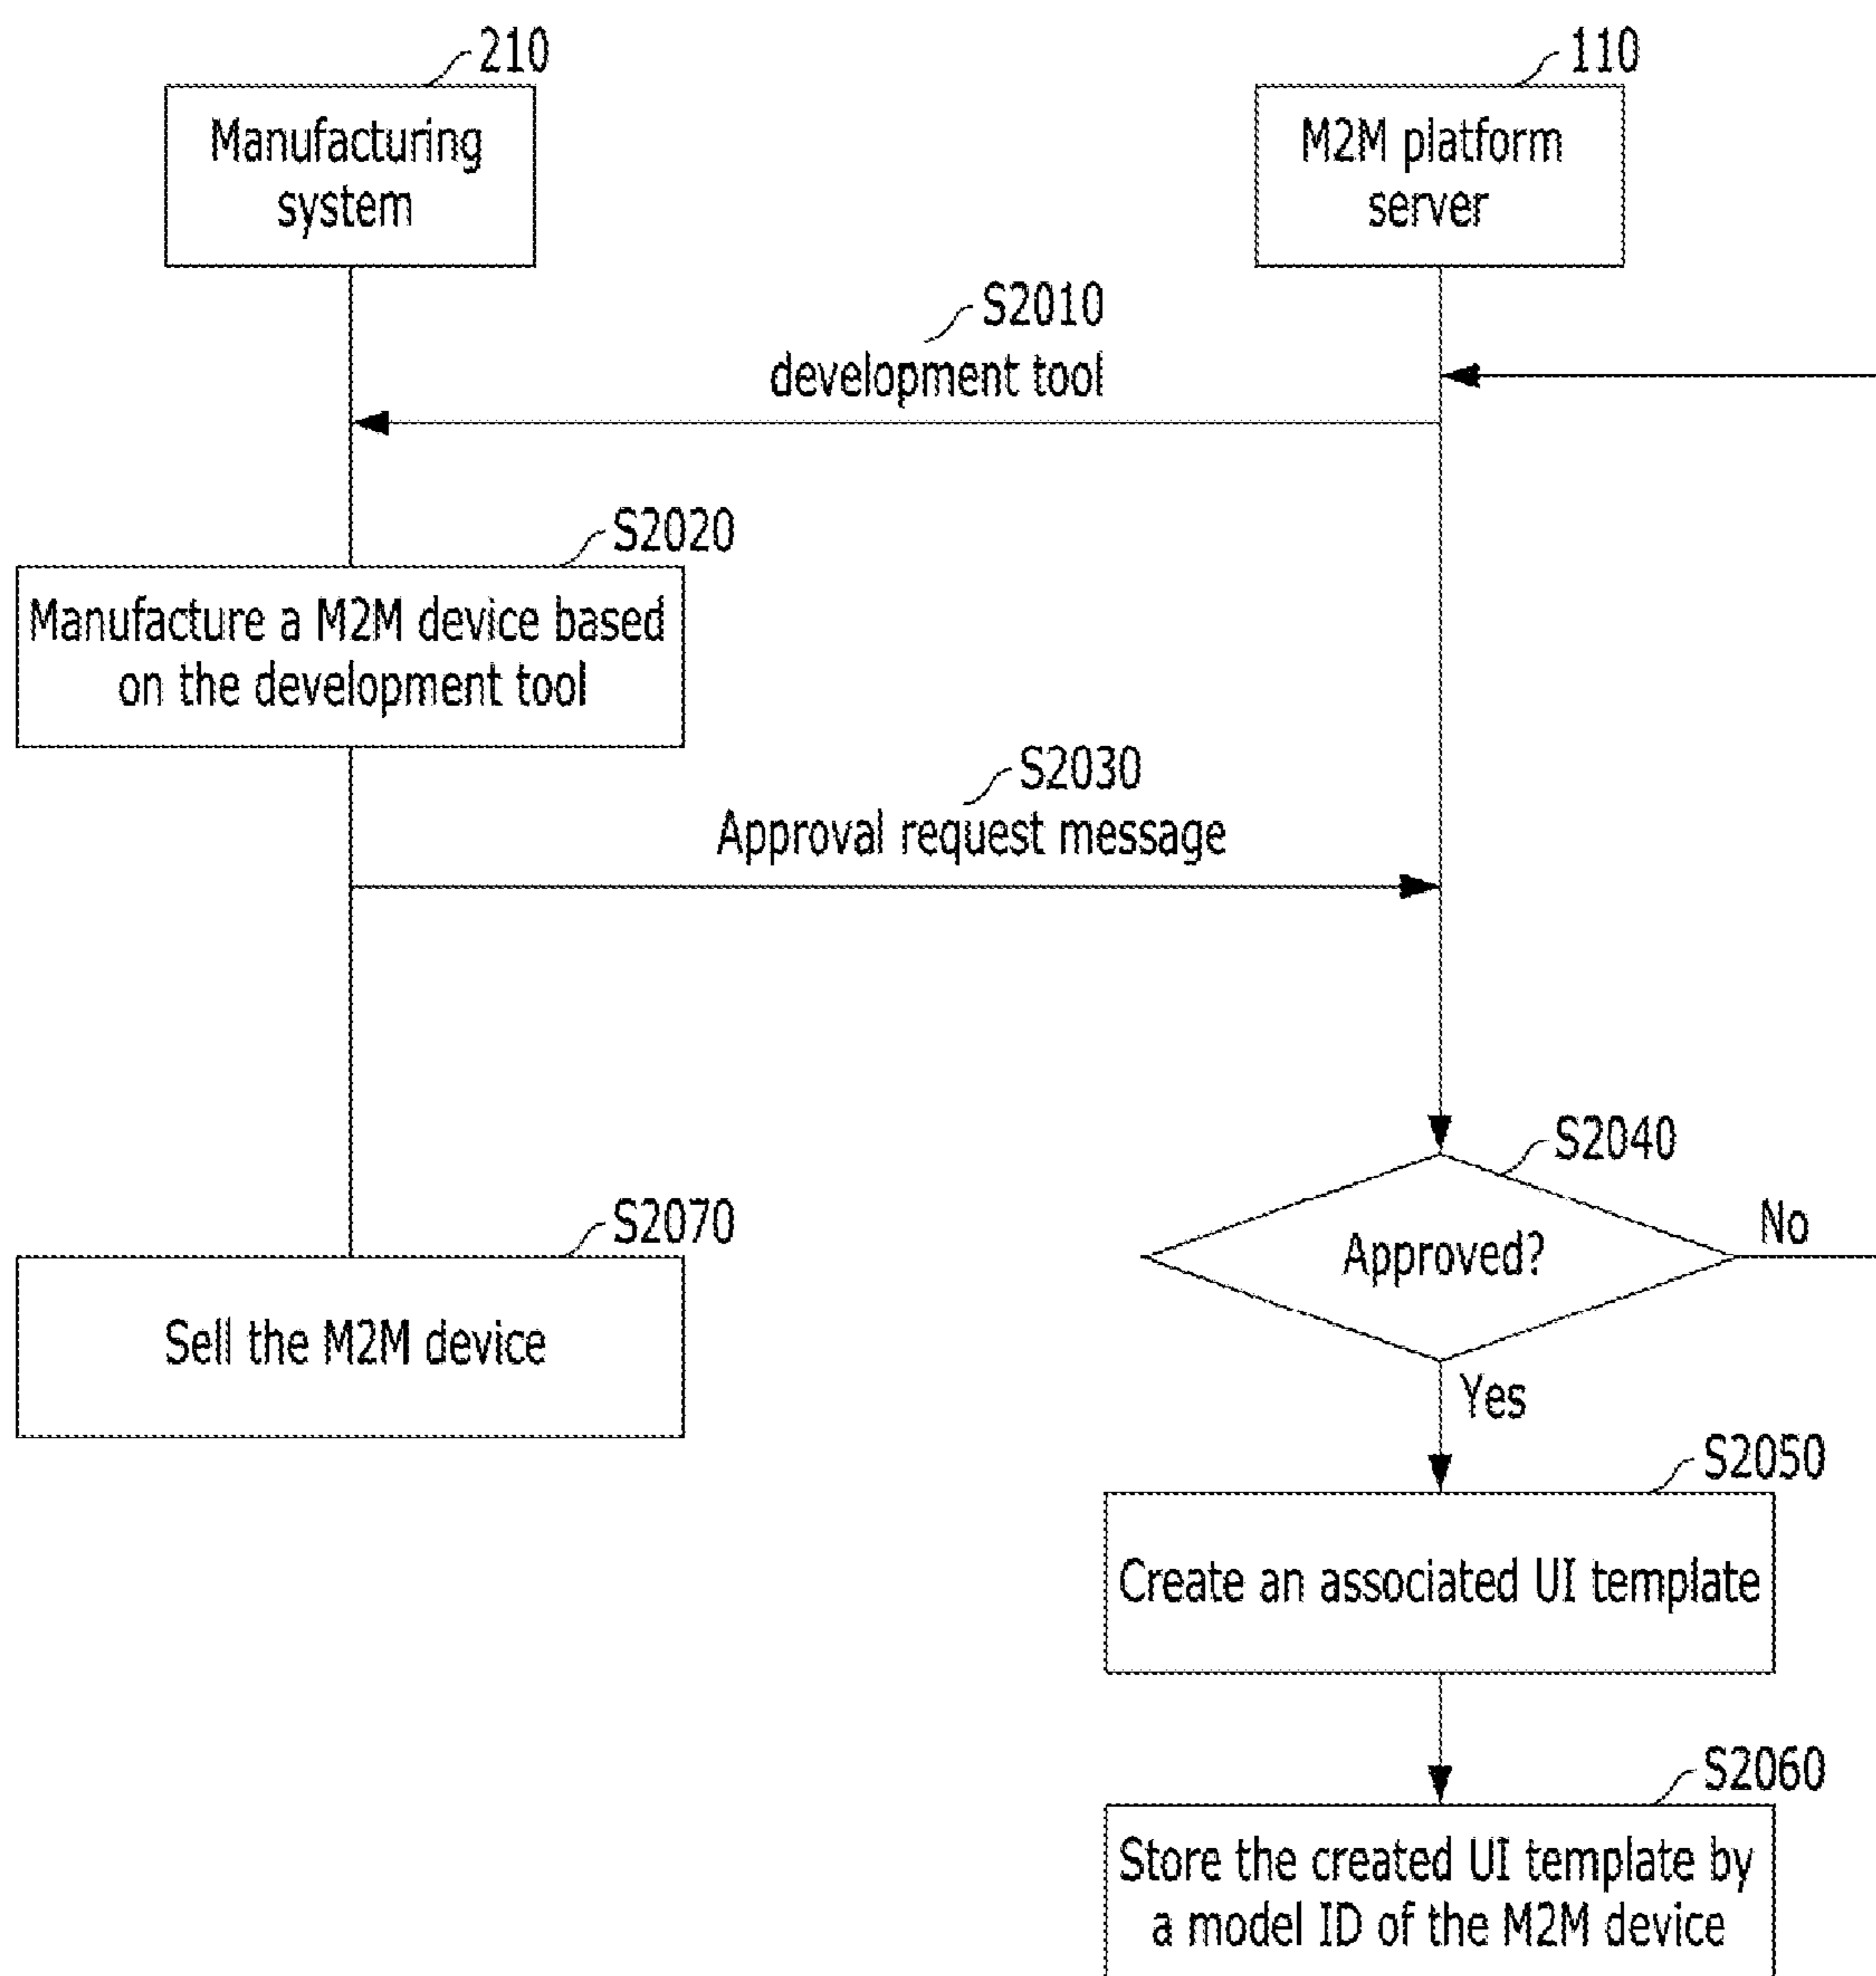 210
110
Manufacturing
system
M2M platform
server
S2010
development tool
S2020
Manufacture a M2M device based
on the development tool
S2030
Approval request message
S2040
Approved?
No
Yes
S2070
Sell the M2M device
S2050
Create an associated UI template
S2060
Store the created UI template by
a model ID of the M2M device